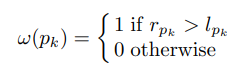 ω(p_k) = { 1 if r_{p_k} > l_{p_k}
0 otherwise